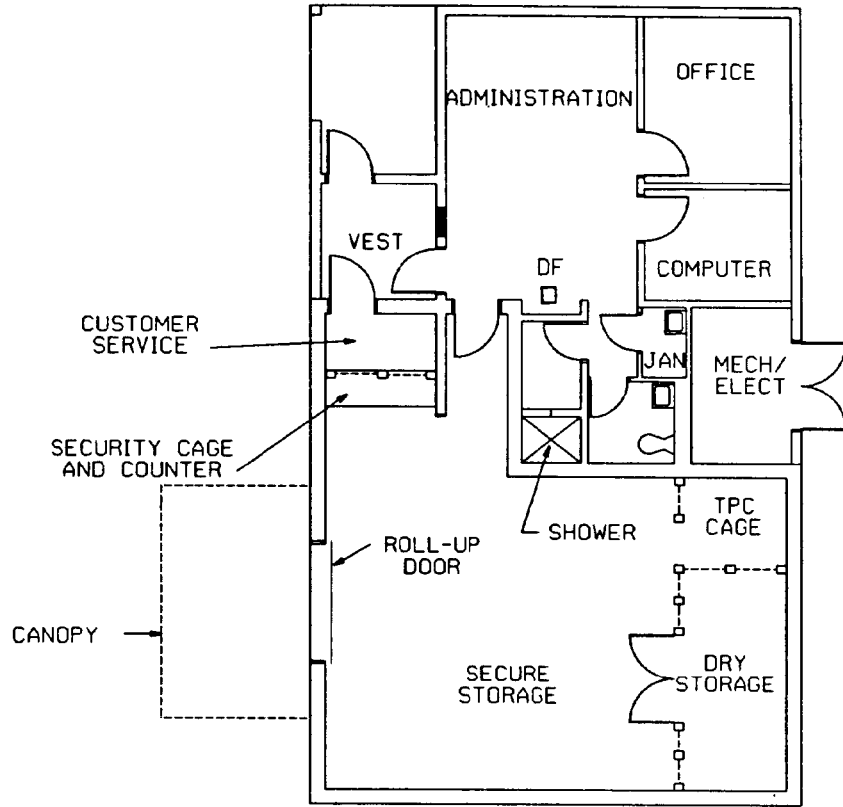 OFFICE
ADMINISTRATION
VEST
DF
COMPUTER
CUSTOMER
SERVICE
JAN
MECH/
ELECT
SECURITY CAGE
AND COUNTER
TPC
CAGE
SHOWER
ROLL-UP
DOOR
CANOPY
SECURE
STORAGE
DRY
STORAGE